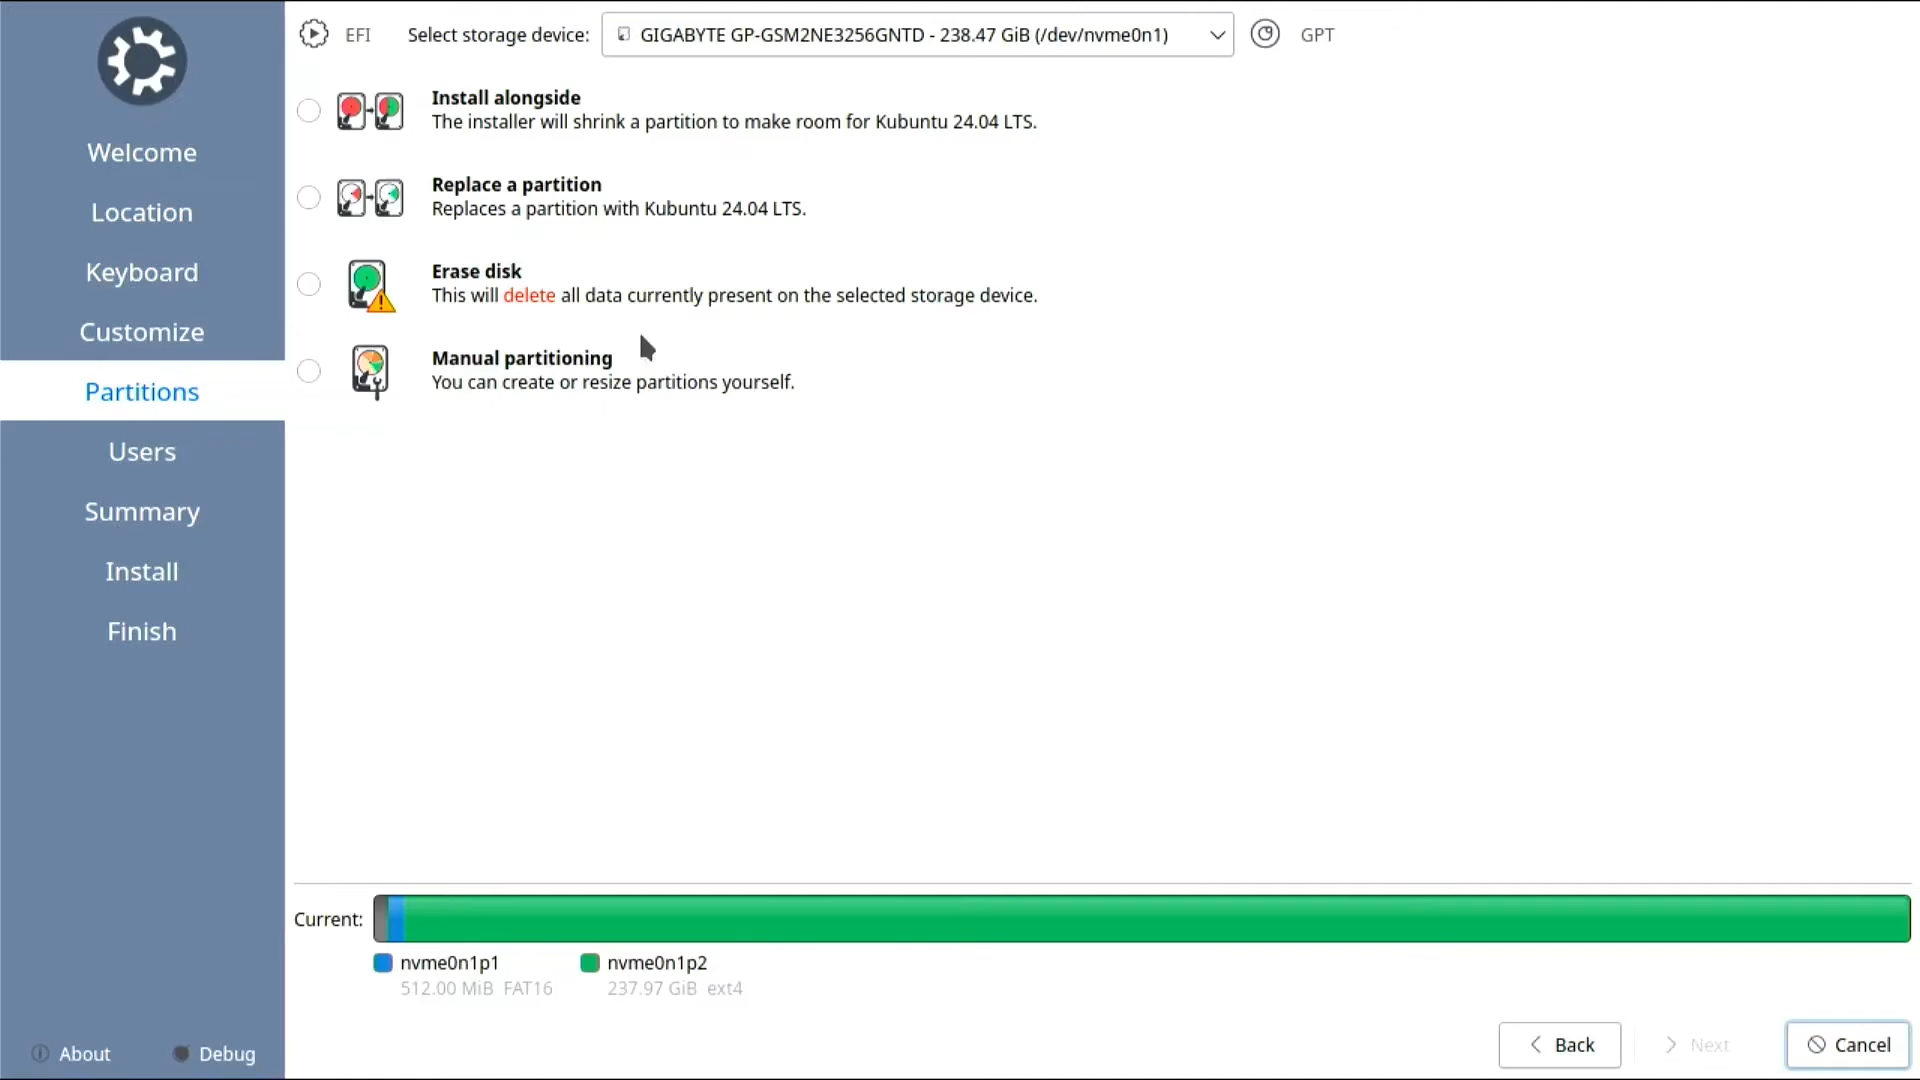 EFI Select storage device: GIGABYTE GP-GSM2NE3256GNTD - 238.47 GiB (/dev/nvme0n1) GPT
Welcome
Location
Keyboard
Customize
Partitions
Users
Summary
Install
Finish
About Debug
Install alongside
The installer will shrink a partition to make room for Kubuntu 24.04 LTS.
Replace a partition
Replaces a partition with Kubuntu 24.04 LTS.
Erase disk
This will delete all data currently present on the selected storage device.
Manual partitioning
You can create or resize partitions yourself.
Current:
nvme0n1p1 nvme0n1p2
512.00 MiB FAT16 237.97 GiB ext4
Back Next Cancel